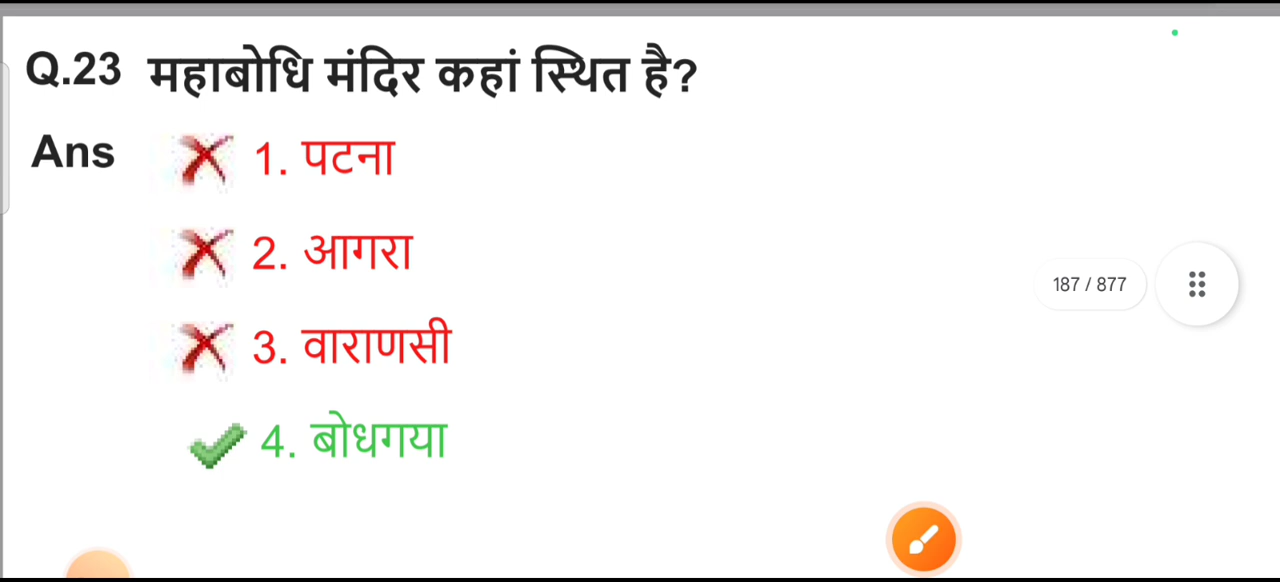 Q.23 महाबोधि मंदिर कहां स्थित है?
Ans 1. पटना
2. आगरा
3. वाराणसी
4. बोधगया
187 / 877